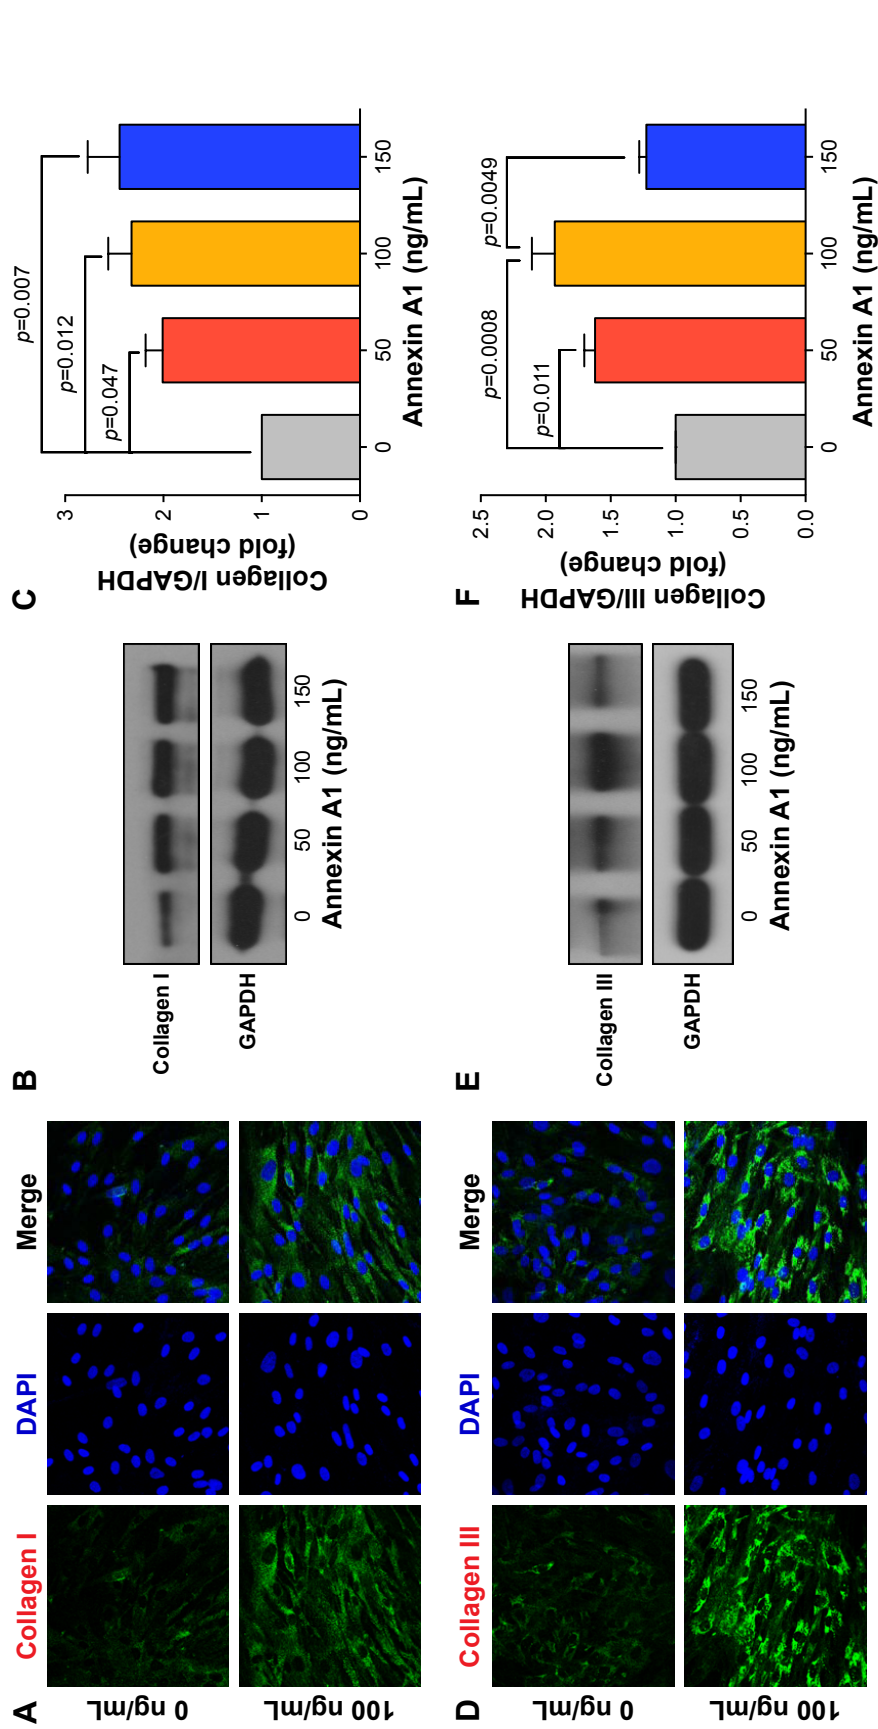 A
Collagen I
DAPI
Merge
0 ng/mL
100 ng/mL
B
Collagen I
GAPDH
0 50 100 150
Annexin A1 (ng/mL)
C
Collagen I/GAPDH
(fold change)
3
2
1
0
p=0.007
p=0.012
p=0.047
0 50 100 150
Annexin A1 (ng/mL)
D
Collagen III
DAPI
Merge
0 ng/mL
100 ng/mL
E
Collagen III
GAPDH
0 50 100 150
Annexin A1 (ng/mL)
F
Collagen III/GAPDH
(fold change)
2.5
2.0
1.5
1.0
0.5
0.0
p=0.0008
p=0.0049
p=0.011
0 50 100 150
Annexin A1 (ng/mL)